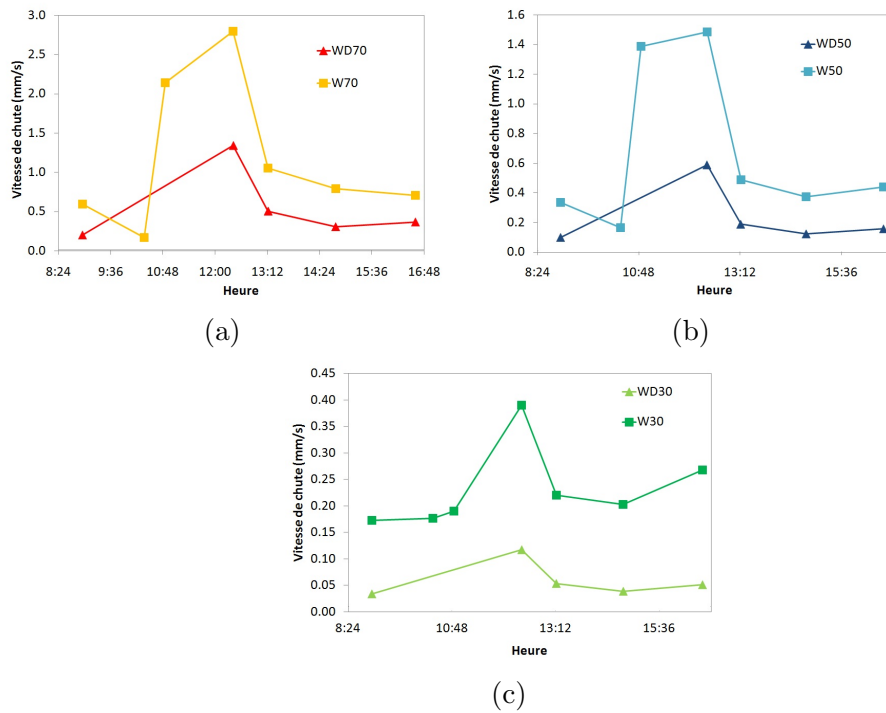 3.0
2.5
2.0
1.5
1.0
0.5
0.0
Vitesse de chute (mm/s)
WD70
W70
8:24 9:36 10:48 12:00 13:12 14:24 15:36 16:48
Heure
(a)
1.6
1.4
1.2
1.0
0.8
0.6
0.4
0.2
0.0
Vitesse de chute (mm/s)
WD50
W50
8:24 10:48 13:12 15:36
Heure
(b)
0.45
0.40
0.35
0.30
0.25
0.20
0.15
0.10
0.05
0.00
Vitesse de chute (mm/s)
WD30
W30
8:24 10:48 13:12 15:36
Heure
(c)